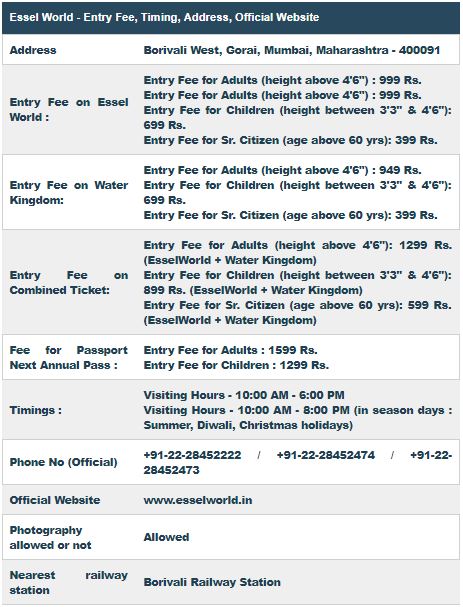 Essel World - Entry Fee, Timing, Address, Official Website
Address
Borivali West, Gorai, Mumbai, Maharashtra - 400091
Entry Fee on Essel
World :
Entry Fee for Adults (height above 4'6") : 999 Rs.
Entry Fee for Adults (height above 4'6") : 999 Rs.
Entry Fee for Children (height between 3'3" & 4'6"):
699 Rs.
Entry Fee for Sr. Citizen (age above 60 yrs): 399 Rs.
Entry Fee on Water
Kingdom:
Entry Fee for Adults (height above 4'6") : 949 Rs.
Entry Fee for Children (height between 3'3" & 4'6"):
699 Rs.
Entry Fee for Sr. Citizen (age above 60 yrs): 399 Rs.
Entry Fee on
Combined Ticket:
Entry Fee for Adults (height above 4'6"): 1299 Rs.
(EsselWorld + Water Kingdom)
Entry Fee for Children (height between 3'3" & 4'6"):
899 Rs. (EsselWorld + Water Kingdom)
Entry Fee for Sr. Citizen (age above 60 yrs): 599 Rs.
(EsselWorld + Water Kingdom)
Fee for Passport
Next Annual Pass :
Entry Fee for Adults : 1599 Rs.
Entry Fee for Children : 1299 Rs.
Timings :
Visiting Hours - 10:00 AM - 6:00 PM
Visiting Hours - 10:00 AM - 8:00 PM (in season days :
Summer, Diwali, Christmas holidays)
Phone No (Official)
+91-22-28452222 / +91-22-28452474 / +91-22-
28452473
Official Website
www.esselworld.in
Photography
allowed or not
Allowed
Nearest railway
station
Borivali Railway Station